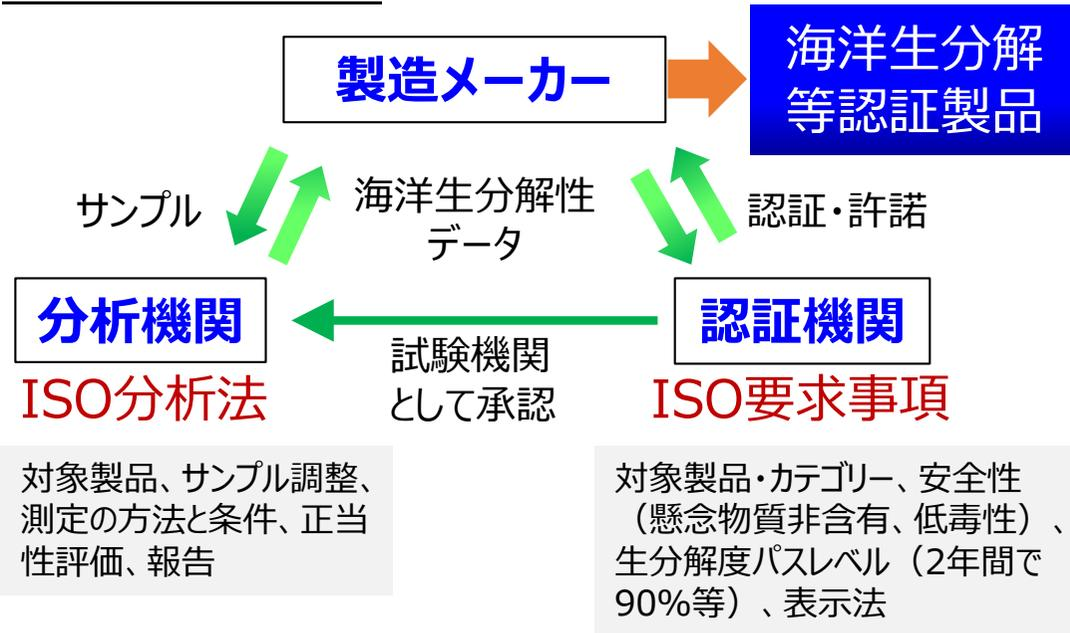 製造メーカー
海洋生分解
等認証製品
サンプル
海洋生分解性
データ
認証・許諾
分析機関
試験機関
として承認
認証機関
ISO分析法
ISO要求事項
対象製品、サンプル調整、
測定の方法と条件、正当
性評価、報告
対象製品・カテゴリー、安全性
（懸念物質非含有、低毒性）、
生分解度パスレベル（2年間で
90%等）、表示法